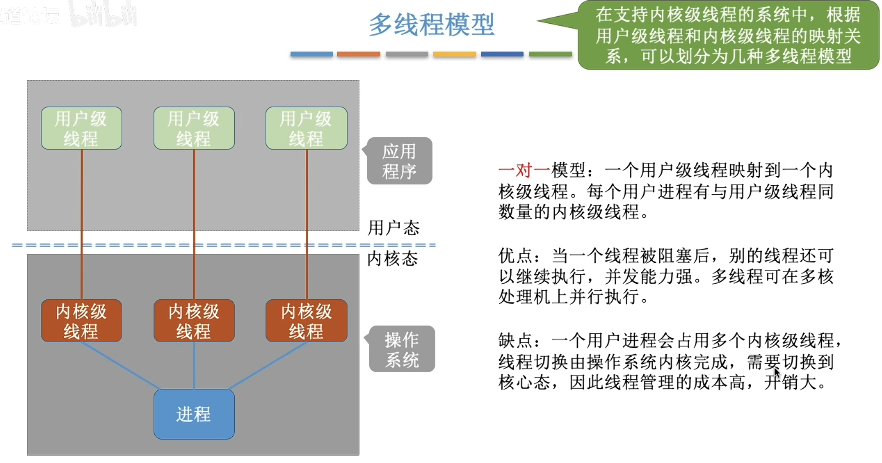 bilibili
多线程模型
在支持内核级线程的系统中，根据
用户级线程和内核级线程的映射关
系，可以划分为几种多线程模型
用户级
线程
用户级
线程
用户级
线程
应用
程序
用户态
内核态
内核级
线程
内核级
线程
内核级
线程
操作
系统
进程
一对一模型：一个用户级线程映射到一个内
核级线程。每个用户进程有与用户级线程同
数量的内核级线程。
优点：当一个线程被阻塞后，别的线程还可
以继续执行，并发能力强。多线程可在多核
处理机上并行执行。
缺点：一个用户进程会占用多个内核级线程，
线程切换由操作系统内核完成，需要切换到
核心态，因此线程管理的成本高，开销大。